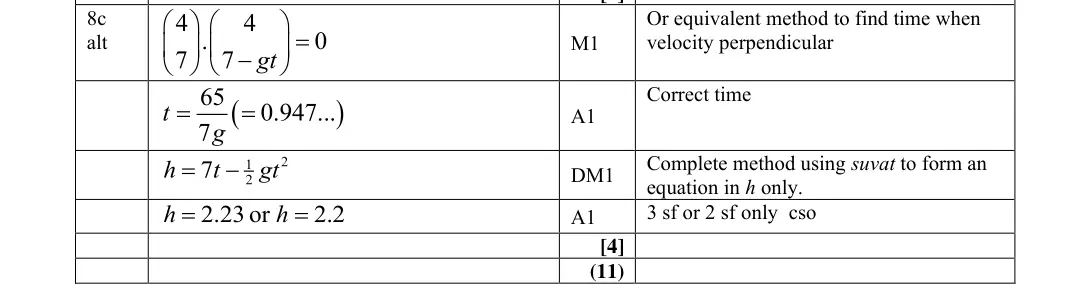 8c
alt
(4 7).(4 7 − gt) = 0
M1
Or equivalent method to find time when
velocity perpendicular
t = 65/7g (= 0.947...)
A1
Correct time
h = 7t − ½ gt²
DM1
Complete method using suvat to form an
equation in h only.
h = 2.23 or h = 2.2
A1
3 sf or 2 sf only cso
[4]
(11)